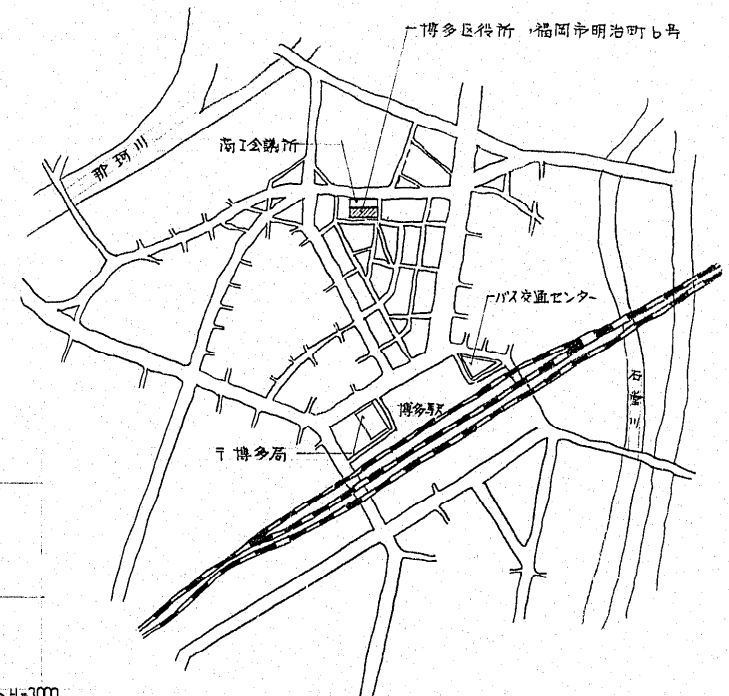 博多区役所 福岡市明治町6号
商工会議所
那珂川
バス交通センター
石堂川
博多駅
〒博多局
H=3000